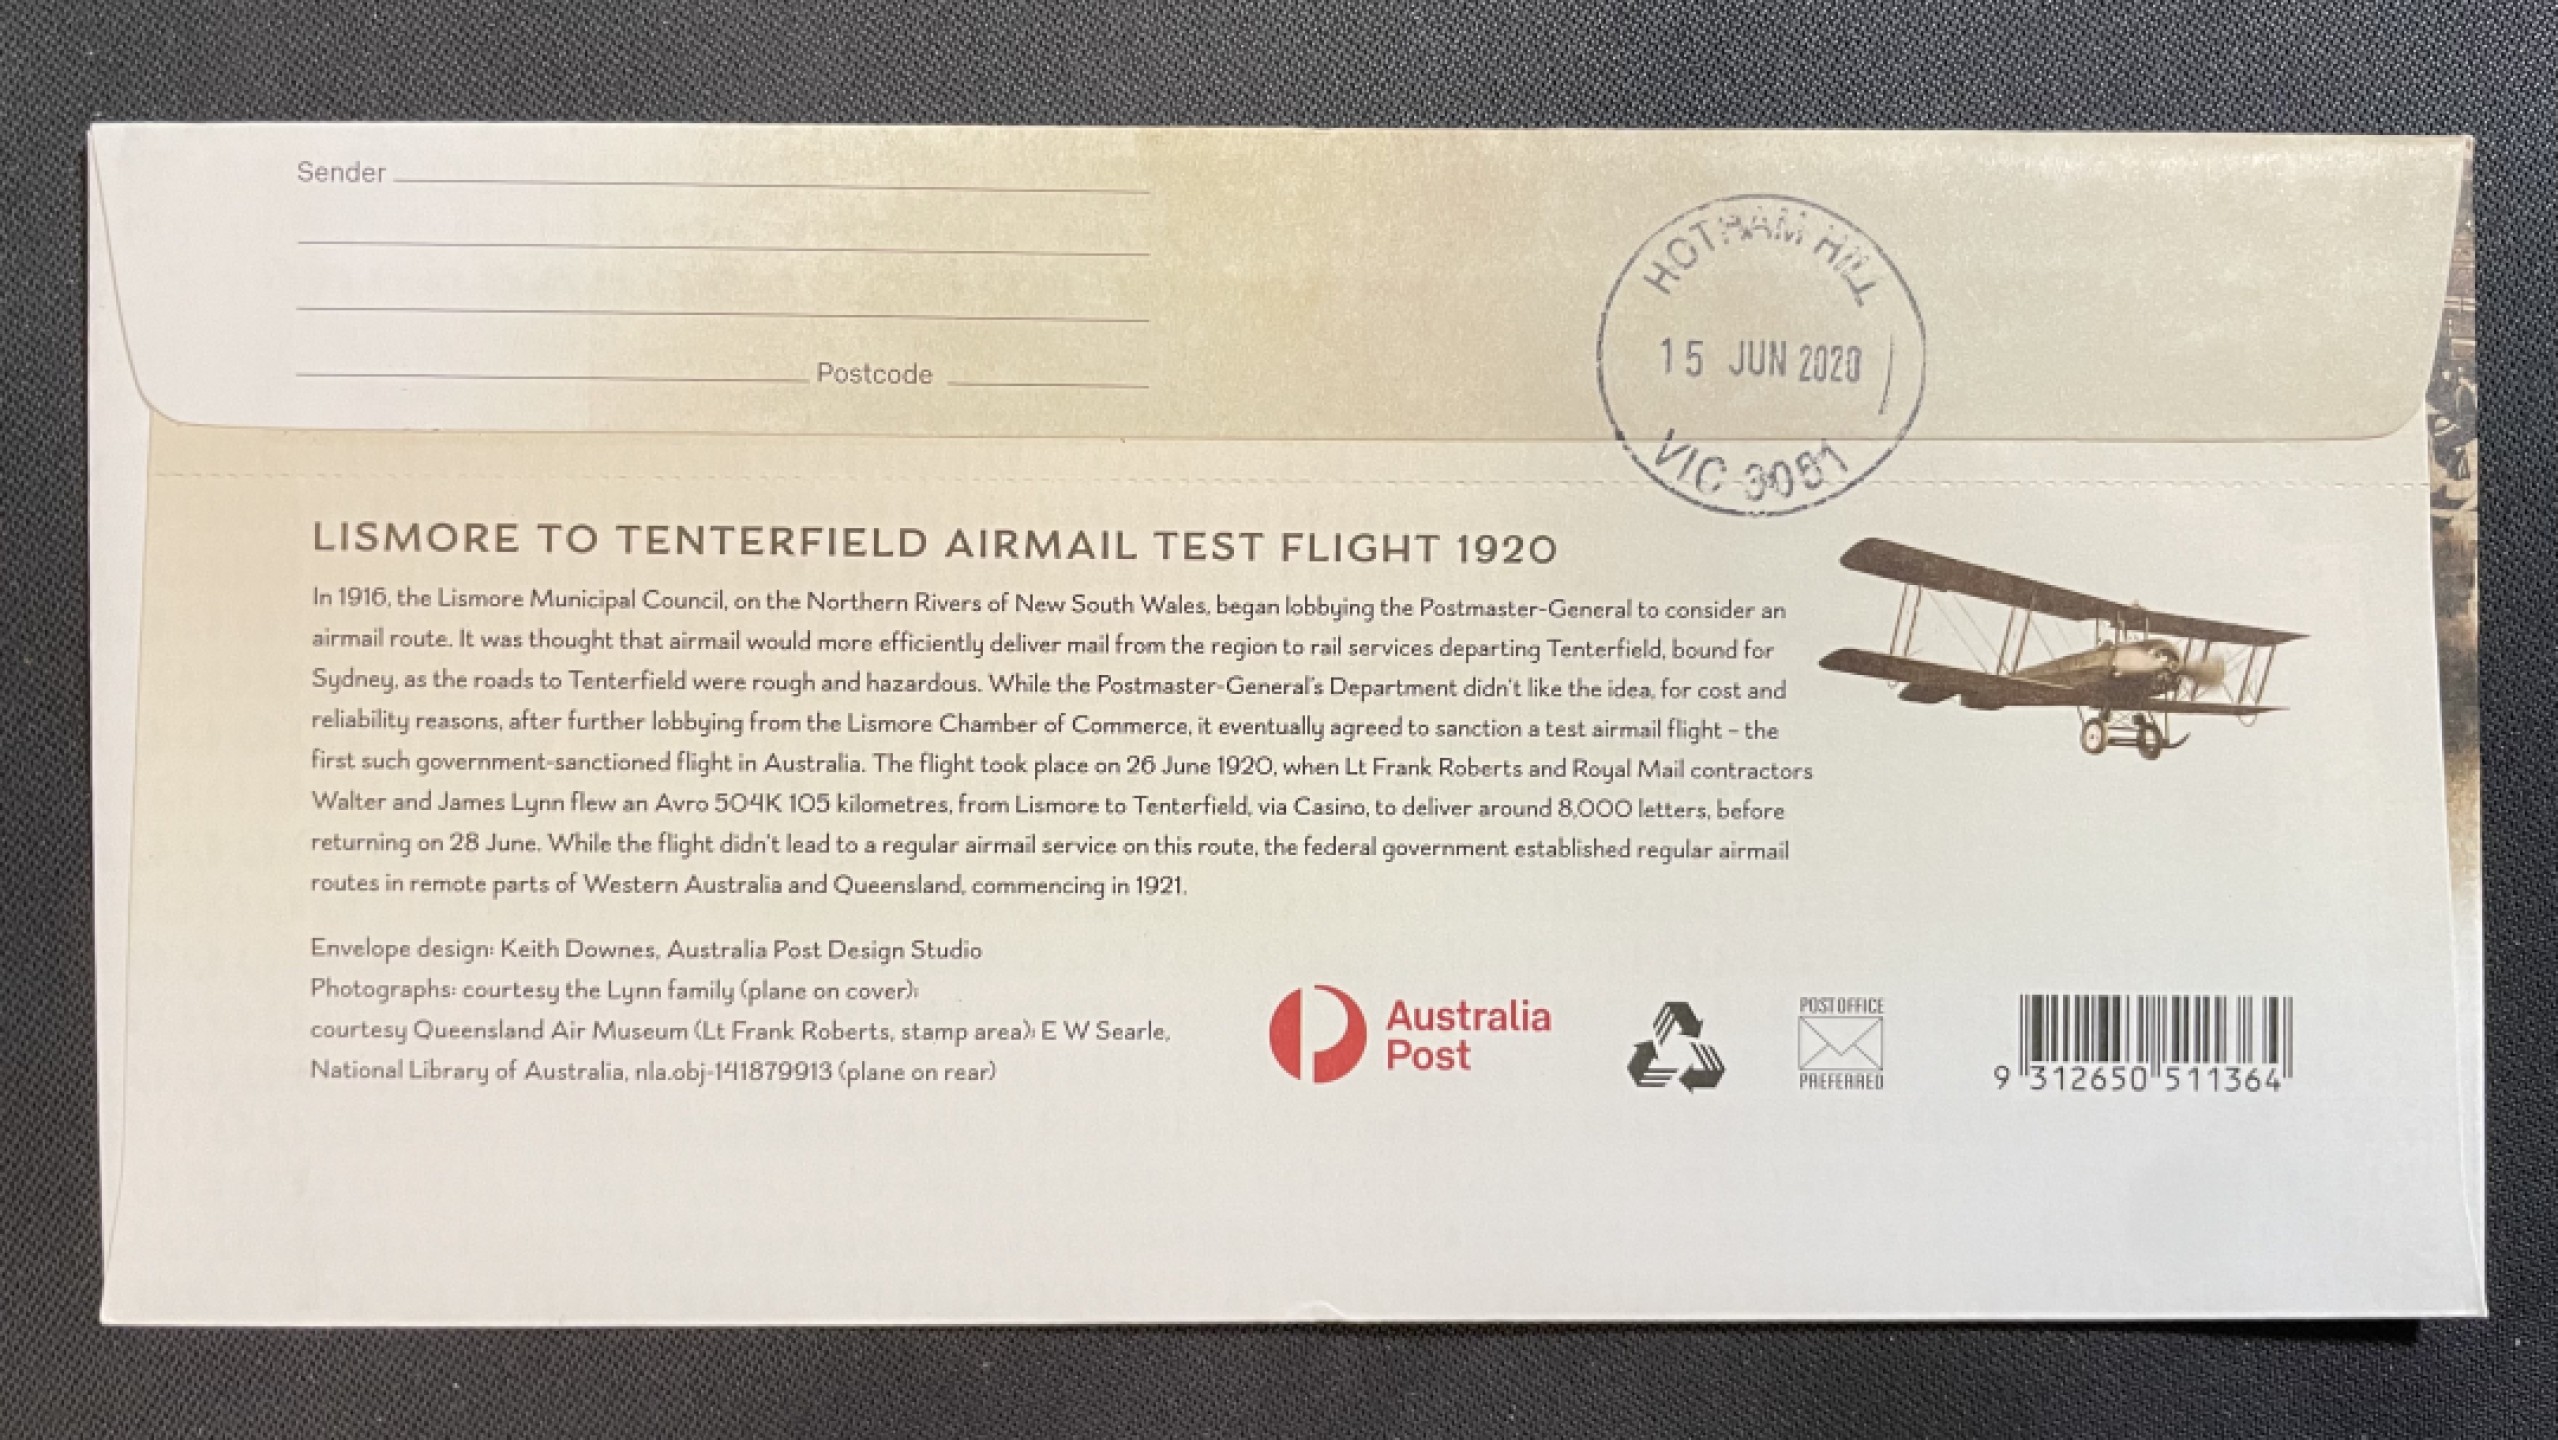 Sender
Postcode
HOTHAM HILL
15 JUN 2020
VIC 3051
LISMORE TO TENTERFIELD AIRMAIL TEST FLIGHT 1920
In 1916, the Lismore Municipal Council, on the Northern Rivers of New South Wales, began lobbying the Postmaster-General to consider an
airmail route. It was thought that airmail would more efficiently deliver mail from the region to rail services departing Tenterfield, bound for
Sydney, as the roads to Tenterfield were rough and hazardous. While the Postmaster-General's Department didn't like the idea, for cost and
reliability reasons, after further lobbying from the Lismore Chamber of Commerce, it eventually agreed to sanction a test airmail flight – the
first such government-sanctioned flight in Australia. The flight took place on 26 June 1920, when Lt Frank Roberts and Royal Mail contractors
Walter and James Lynn flew an Avro 504K 105 kilometres, from Lismore to Tenterfield, via Casino, to deliver around 8,000 letters, before
returning on 28 June. While the flight didn't lead to a regular airmail service on this route, the federal government established regular airmail
routes in remote parts of Western Australia and Queensland, commencing in 1921.
Envelope design: Keith Downes, Australia Post Design Studio
Photographs: courtesy the Lynn family (plane on cover);
courtesy Queensland Air Museum (Lt Frank Roberts, stamp area); E W Searle,
National Library of Australia, nla.obj-141879913 (plane on rear)
Australia
Post
POST OFFICE
PREFERRED
9 312650 511364